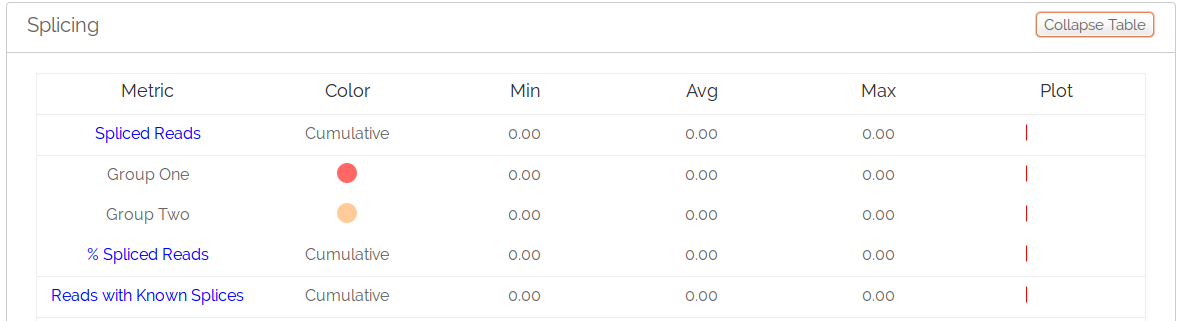 Splicing Collapse Table
Metric Color Min Avg Max Plot
Spliced Reads Cumulative 0.00 0.00 0.00
Group One 0.00 0.00 0.00
Group Two 0.00 0.00 0.00
% Spliced Reads Cumulative 0.00 0.00 0.00
Reads with Known Splices Cumulative 0.00 0.00 0.00